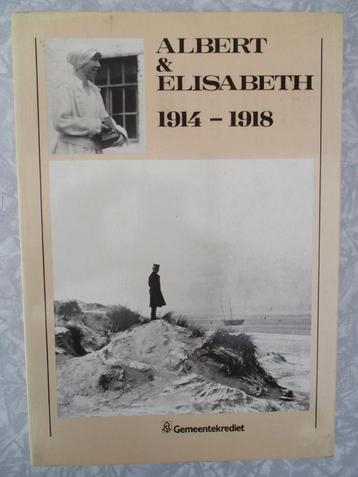 ALBERT
& 
ELISABETH
1914 – 1918
Gemeentekrediet